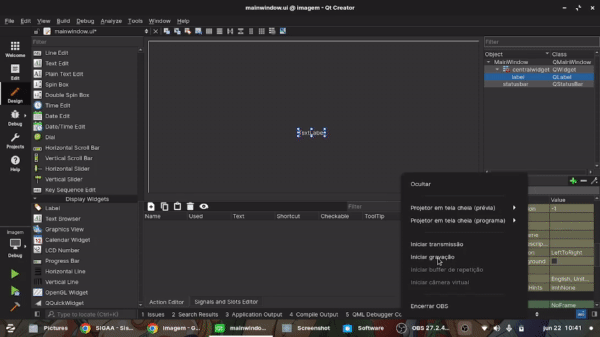 mainwindow.ui @ imagem - Qt Creator
File Edit View Build Debug Analyze Tools Window Help
mainwindow.ui*
Filter
Filter
Welcome
Edit
Design
Debug
Projects
Help
Imagem
Debug
Line Edit
Text Edit
Plain Text Edit
Spin Box
Double Spin Box
Time Edit
Date Edit
Date/Time Edit
Dial
Horizontal Scroll Bar
Vertical Scroll Bar
Horizontal Slider
Vertical Slider
Key Sequence Edit
Display Widgets
Label
Text Browser
Graphics View
Calendar Widget
LCD Number
Progress Bar
Horizontal Line
Vertical Line
OpenGL Widget
QQuickWidget
Object Class
MainWindow QMainWindow
centralwidget QWidget
label QLabel
statusbar QStatusBar
Filter
Name Used Text Shortcut Checkable ToolTip
Action Editor Signals and Slots Editor
Value
-1
LeftToRight
English, Unit...
ImhNone
NoFrame
Ocultar
Projetor em tela cheia (prévia)
Projetor em tela cheia (programa)
Iniciar transmissão
Iniciar gravação
Iniciar buffer de repetição
Iniciar câmera virtual
Encerrar OBS
Type to locate (Ctrl...
1 Issues 2 Search Results 3 Application Output 4 Compile Output 5 QML Debugger Co
Pictures SIGAA - Sis... imagem - G... mainwindo... Screenshot Software OBS 27.2.4... jun 22 10:41